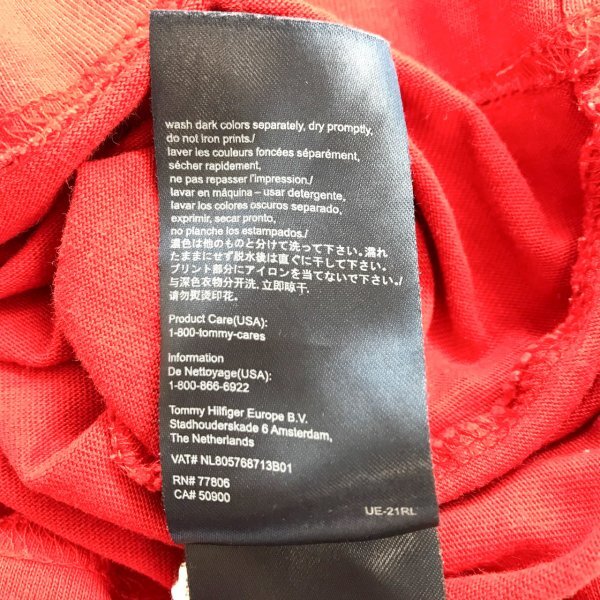 wash dark colors separately, dry promptly,
do not iron prints./
laver les couleurs foncées séparément,
sécher rapidement,
ne pas repasser l'impression./
lavar en máquina – usar detergente,
lavar los colores oscuros separado,
exprimir, secar pronto,
no planche los estampados./
濃色は他のものと分けて洗って下さい。濡れ
たままにせず脱水後は直ぐに干して下さい。
プリント部分にアイロンを当てないで下さい。/
与深色衣物分开洗,立即晾干,
请勿熨烫印花。
Product Care(USA):
1-800-tommy-cares
Information
De Nettoyage(USA):
1-800-866-6922
Tommy Hilfiger Europe B.V.
Stadhouderskade 6 Amsterdam,
The Netherlands
VAT# NL805768713B01
RN# 77806
CA# 50900
UE-21RL